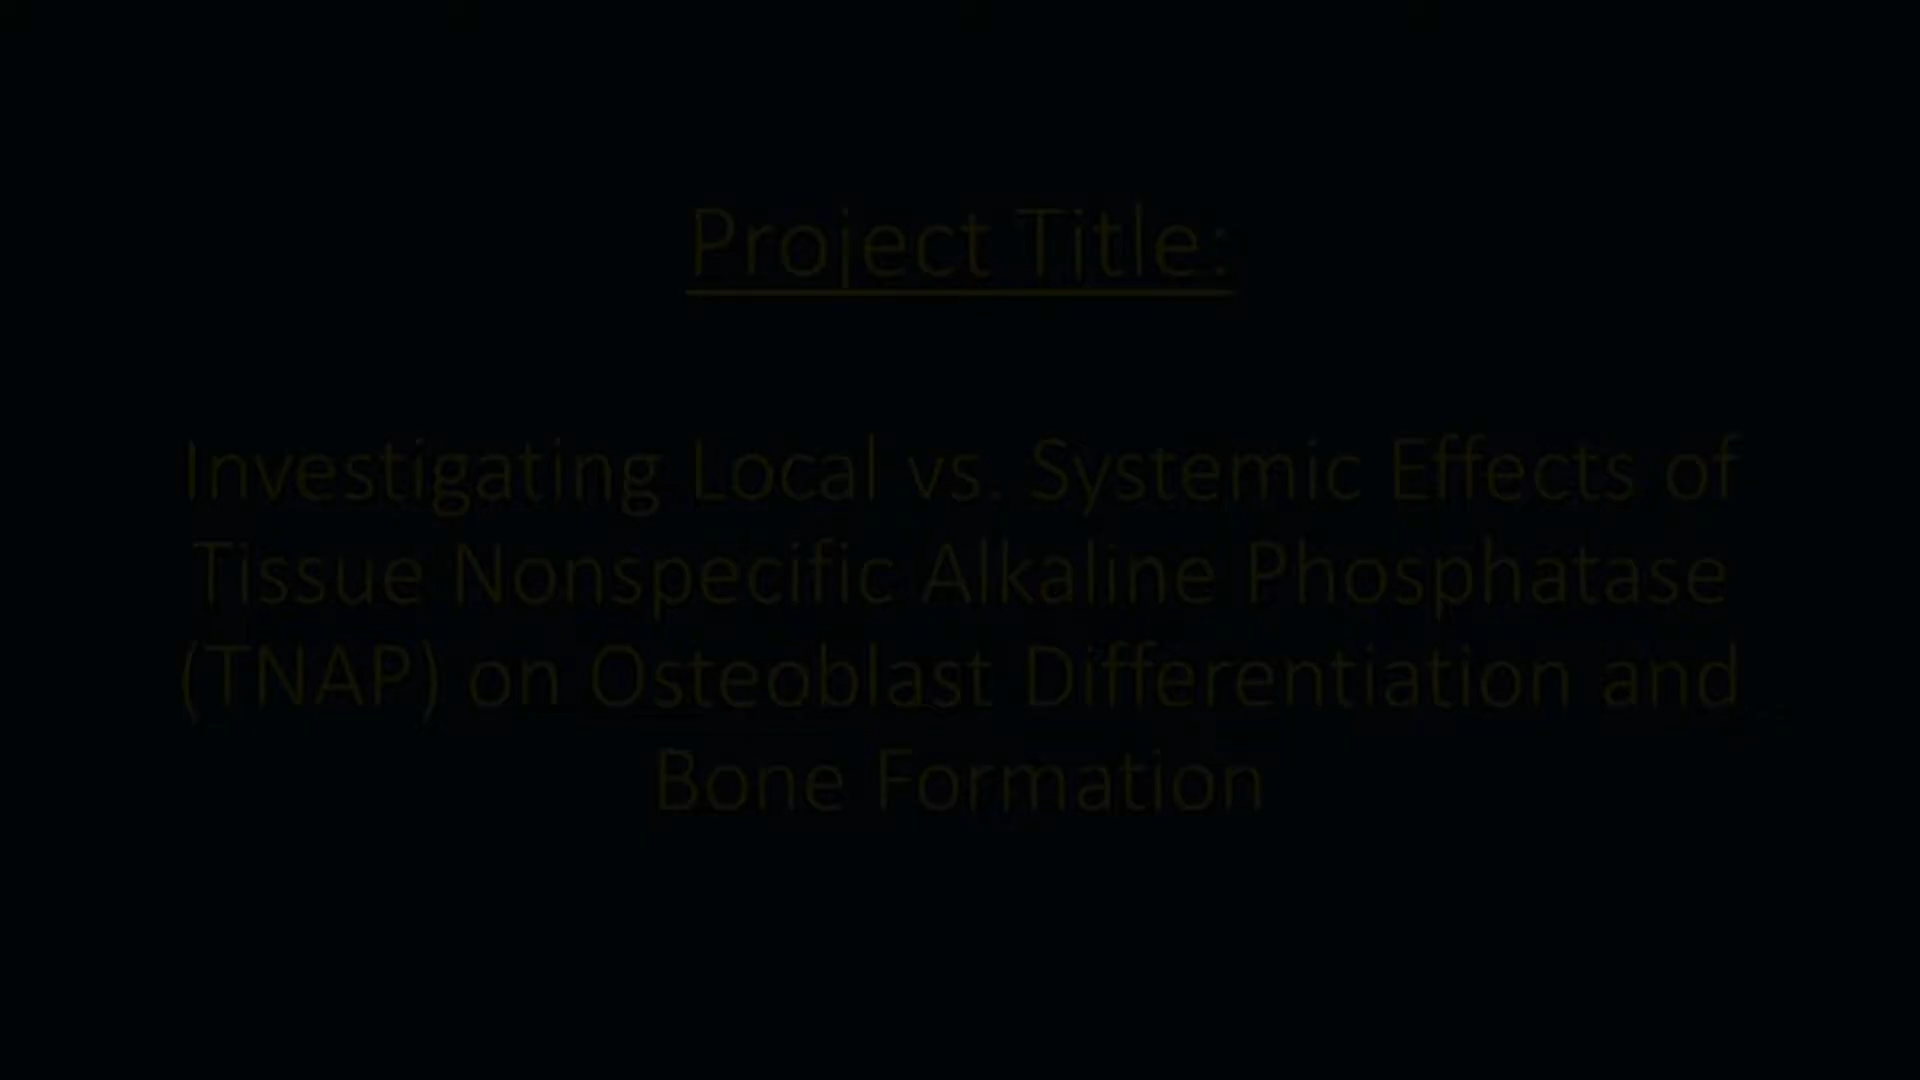 Project Title:
Investigating Local vs. Systemic Effects of
Tissue Nonspecific Alkaline Phosphatase
(TNAP) on Osteoblast Differentiation and
Bone Formation